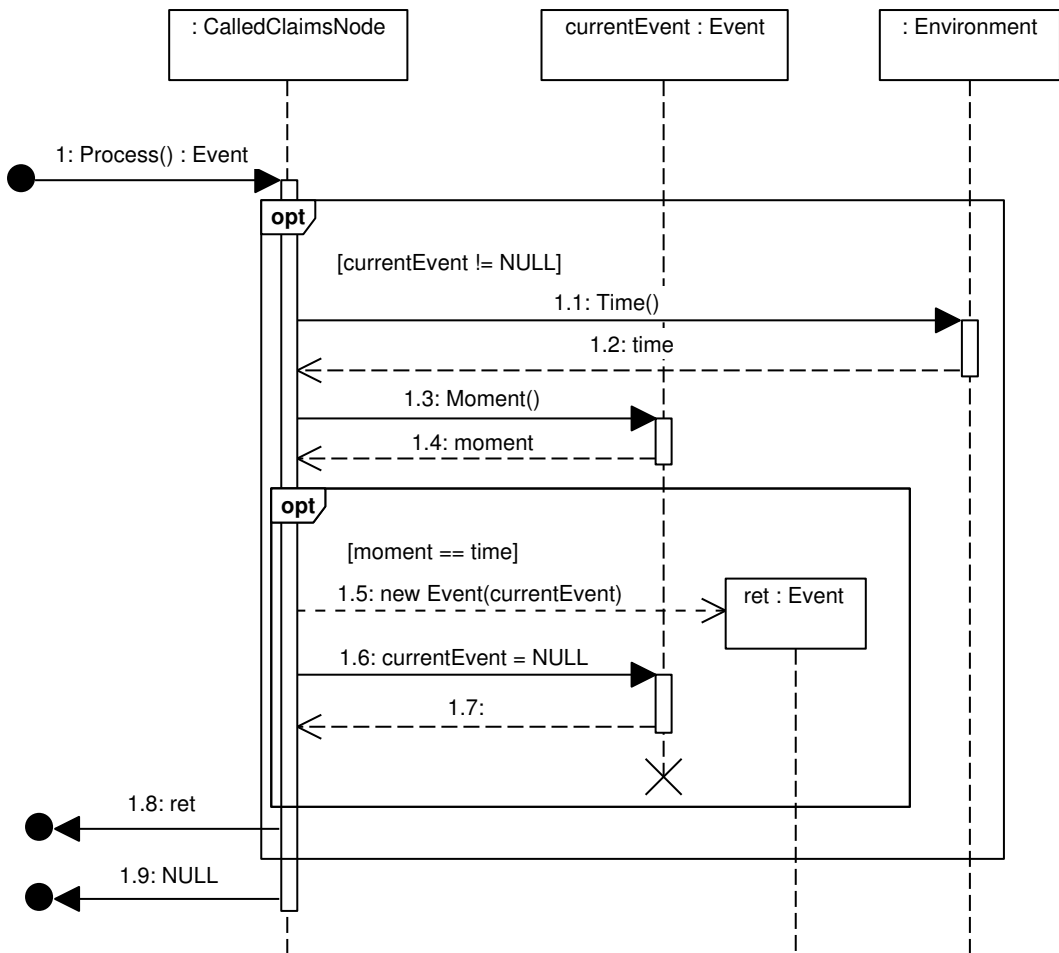 : CalledClaimsNode
currentEvent : Event
: Environment
1: Process() : Event
opt
[currentEvent != NULL]
1.1: Time()
1.2: time
1.3: Moment()
1.4: moment
opt
[moment == time]
1.5: new Event(currentEvent)
ret : Event
1.6: currentEvent = NULL
1.7:
1.8: ret
1.9: NULL